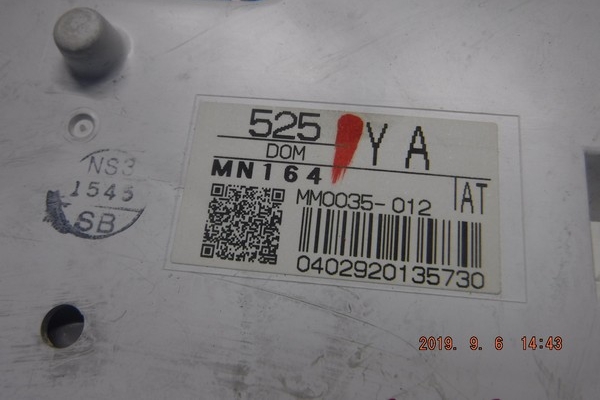 525 YA
DOM
MN164
AT
MM0035-012
0402920135730
NS3
1545
SB
2019. 9. 6 14:43